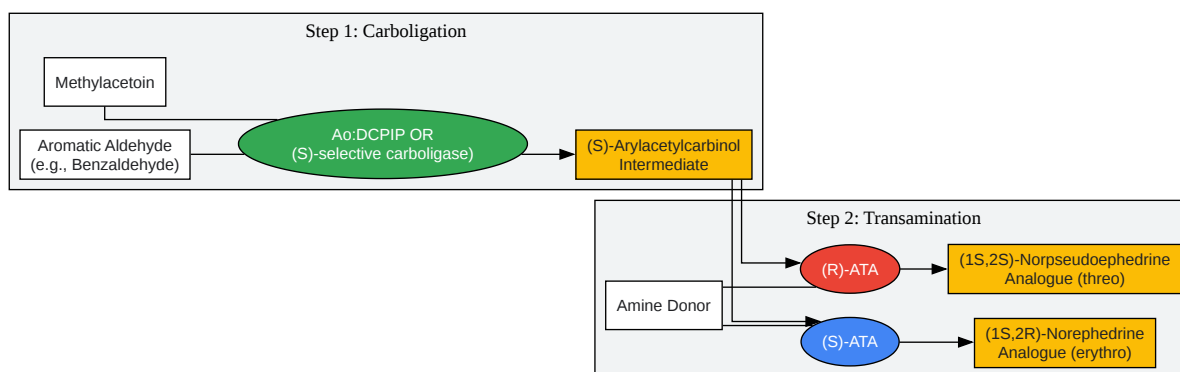 Step 1: Carboligation
Methylacetoin
Aromatic Aldehyde
(e.g., Benzaldehyde)
Ao:DCPIP OR
(S)-selective carboligase)
(S)-Arylacetylcarbinol
Intermediate
Step 2: Transamination
Amine Donor
(R)-ATA
(1S,2S)-Norpseudoephedrine
Analogue (threo)
(S)-ATA
(1S,2R)-Norephedrine
Analogue (erythro)